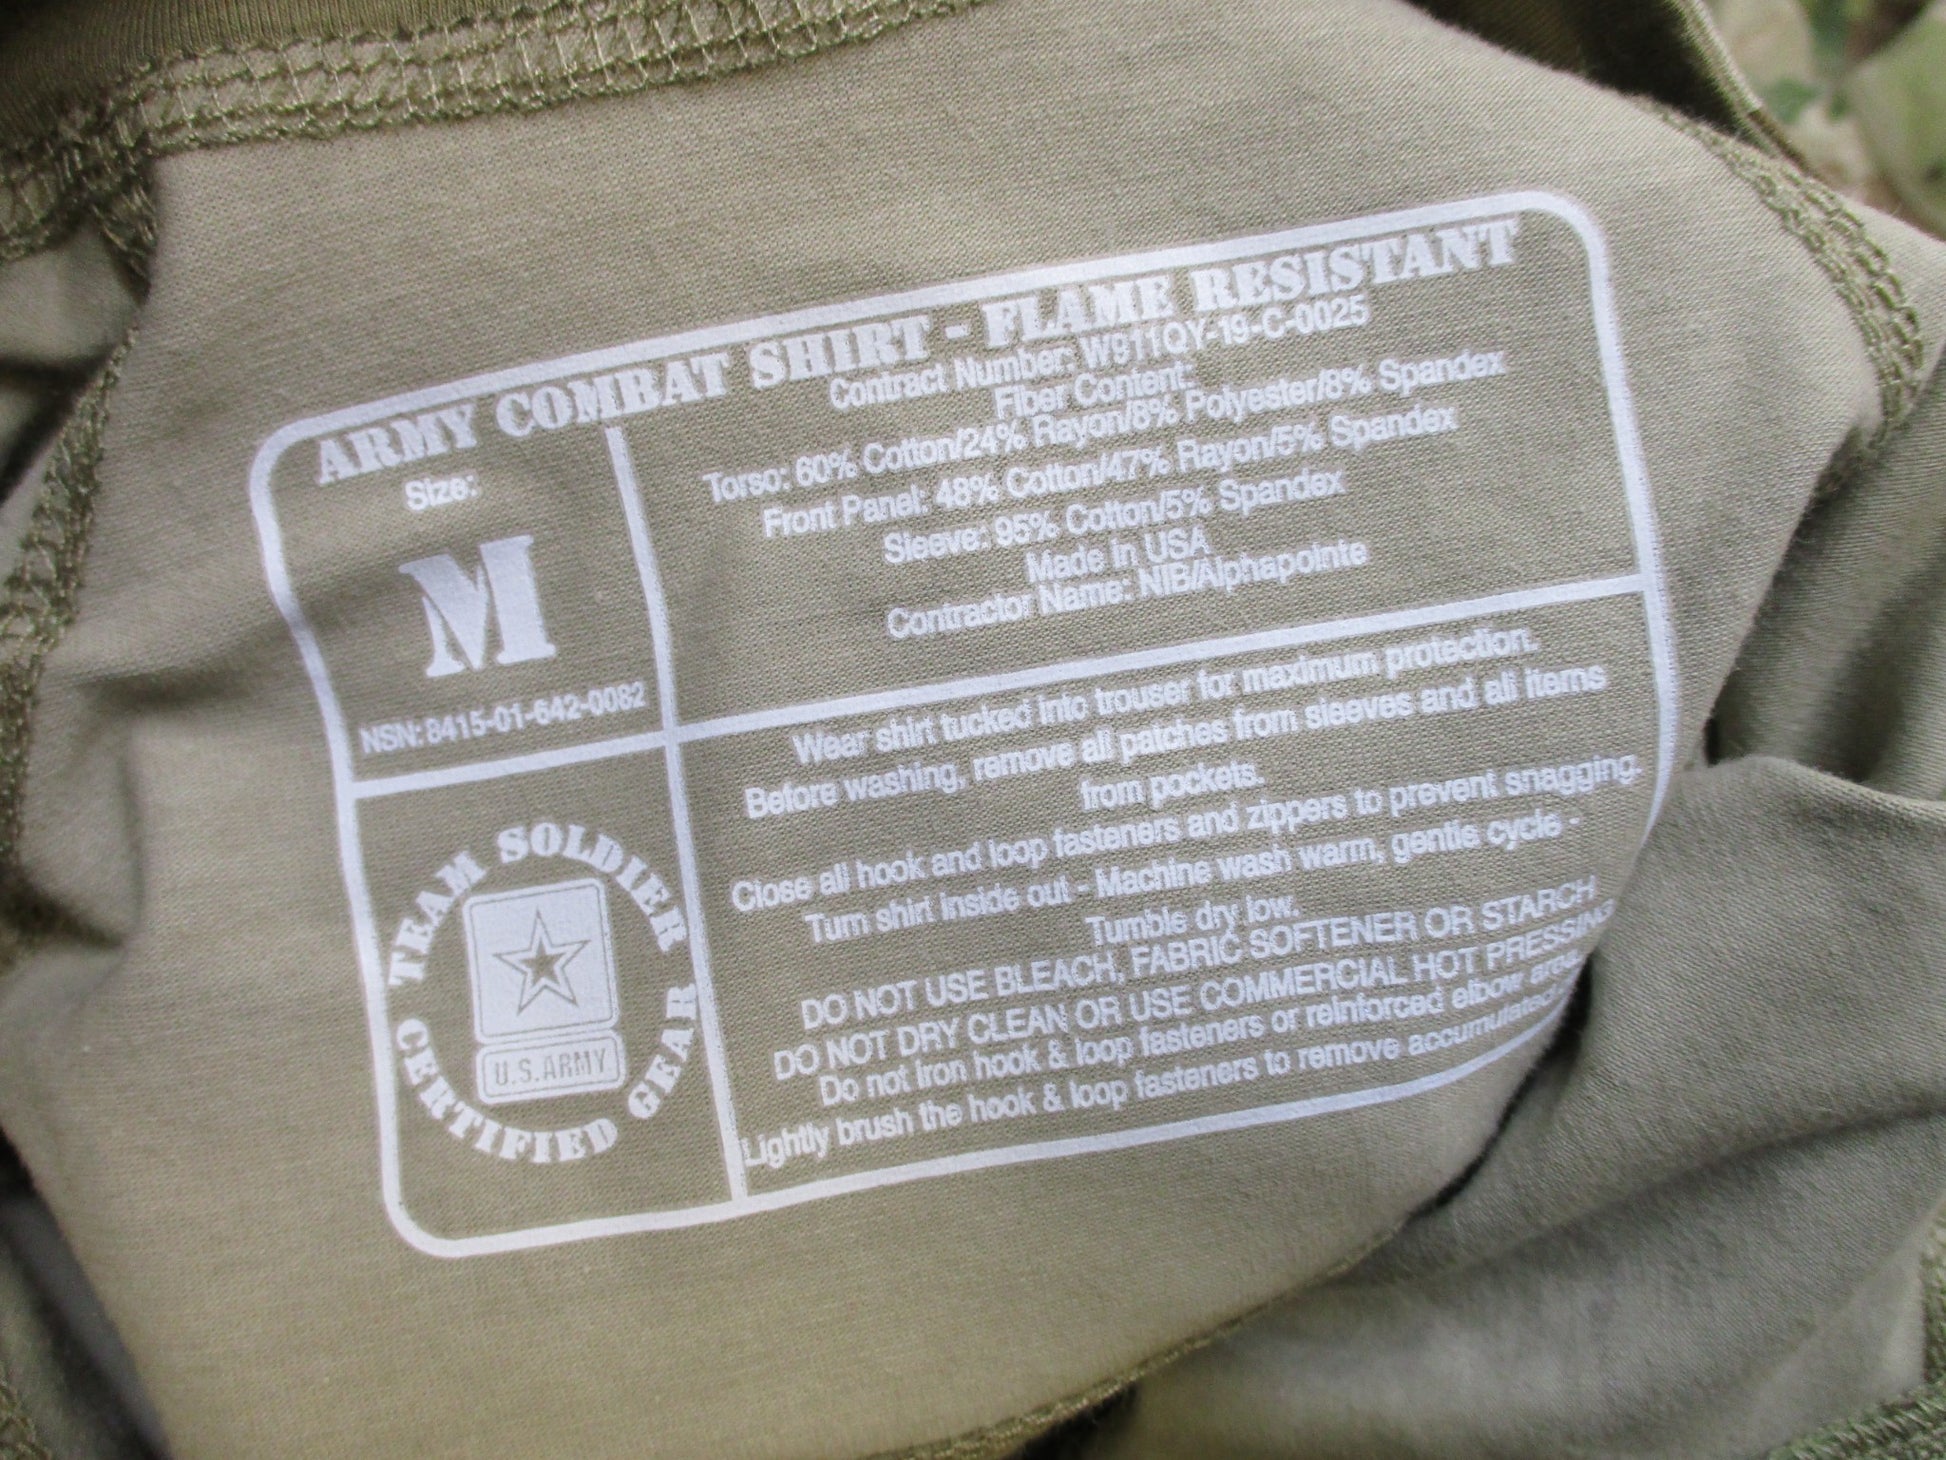 ARMY COMBAT SHIRT - FLAME RESISTANT
Size:
M
NSN: 8415-01-642-0082
Contract Number: W911QY-19-C-0025
Fiber Content:
Torso: 60% Cotton/24% Rayon/8% Polyester/8% Spandex
Front Panel: 48% Cotton/47% Rayon/5% Spandex
Sleeve: 95% Cotton/5% Spandex
Made in USA
Contractor Name: NIB/Alphapointe
Wear shirt tucked into trouser for maximum protection.
Before washing, remove all patches from sleeves and all items
from pockets.
Close all hook and loop fasteners and zippers to prevent snagging.
Turn shirt inside out - Machine wash warm, gentle cycle -
Tumble dry low.
DO NOT USE BLEACH, FABRIC SOFTENER OR STARCH
DO NOT DRY CLEAN OR USE COMMERCIAL HOT PRESSING
Do not iron hook & loop fasteners or reinforced elbow
Lightly brush the hook & loop fasteners to remove accumulated
TEAM SOLDIER
U.S.ARMY
CERTIFIED GEAR